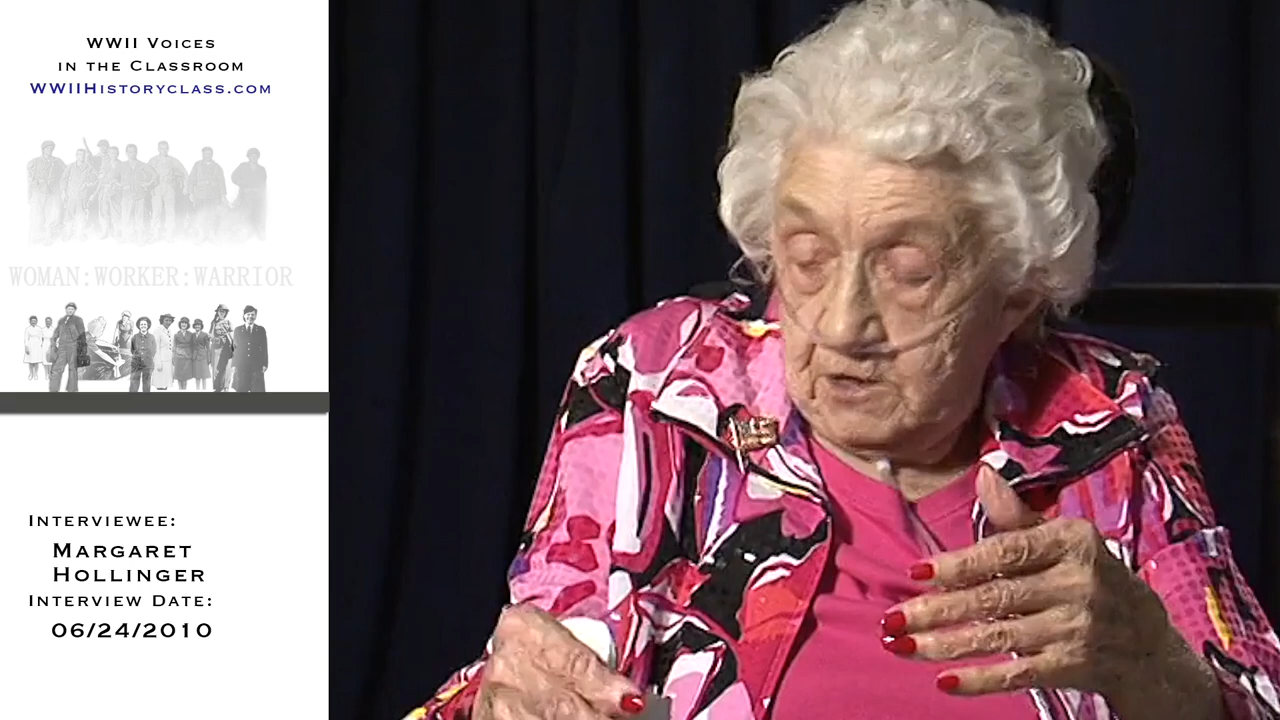 WWII Voices
in the Classroom
WWIIHistoryclass.com
WOMAN:WORKER:WARRIOR
Interviewee:
Margaret
Hollinger
Interview Date:
06/24/2010